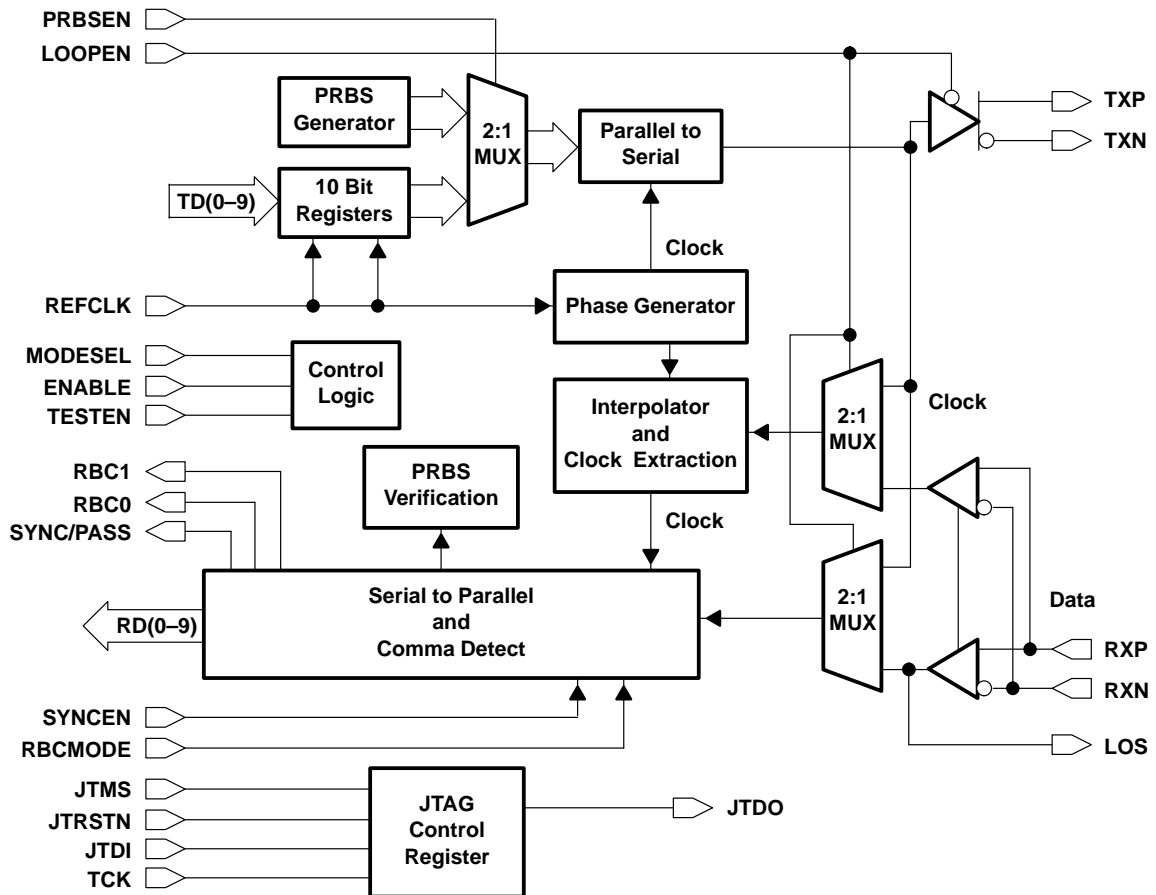 PRBSEN
LOOPEN
PRBS
Generator
2:1
MUX
Parallel to
Serial
TXP
TXN
TD(0–9)
10 Bit
Registers
Clock
REFCLK
Phase Generator
MODESEL
ENABLE
TESTEN
Control
Logic
Interpolator
and
Clock Extraction
2:1
MUX
Clock
RBC1
RBC0
SYNC/PASS
PRBS
Verification
Clock
RD(0–9)
Serial to Parallel
and
Comma Detect
2:1
MUX
Data
RXP
RXN
LOS
SYNCEN
RBCMODE
JTMS
JTRSTN
JTDI
TCK
JTAG
Control
Register
JTDO